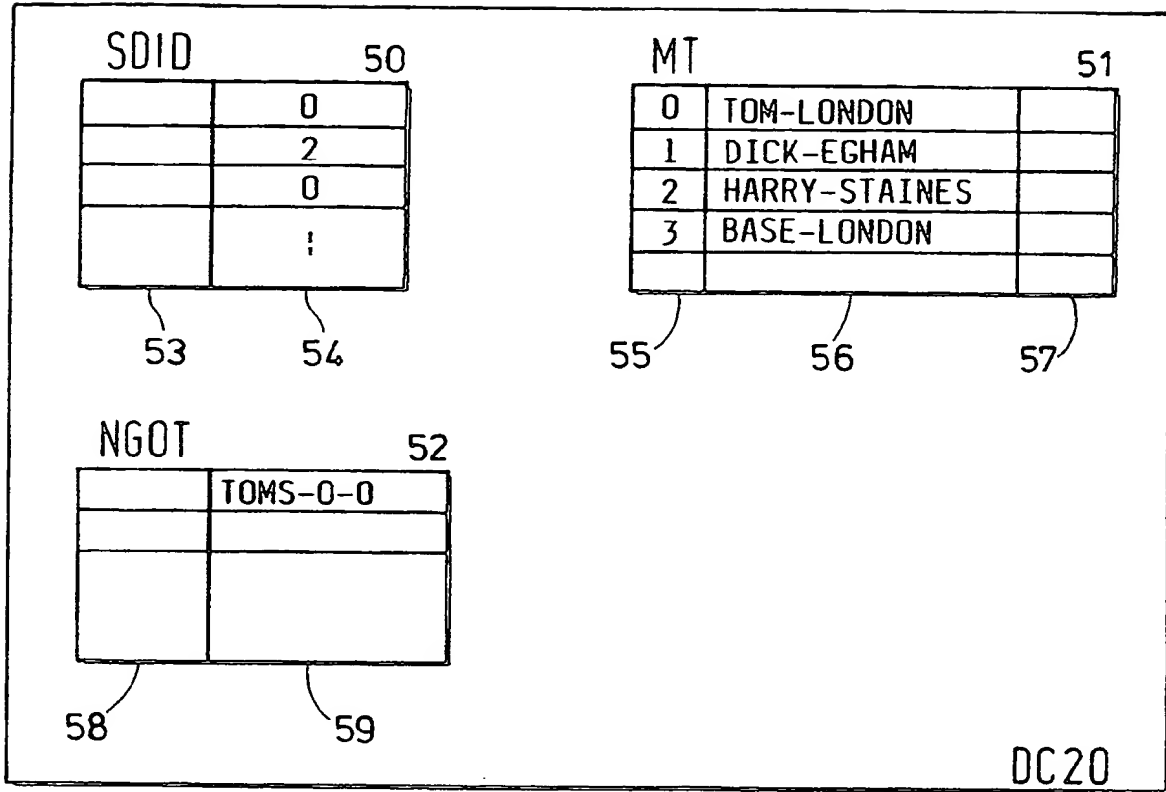 SDID 50
0
2
0
MT 51
0 TOM-LONDON
1 DICK-EGHAM
2 HARRY-STAINES
3 BASE-LONDON
53 54
55 56 57
NGOT 52
TOMS-0-0
58 59
DC20